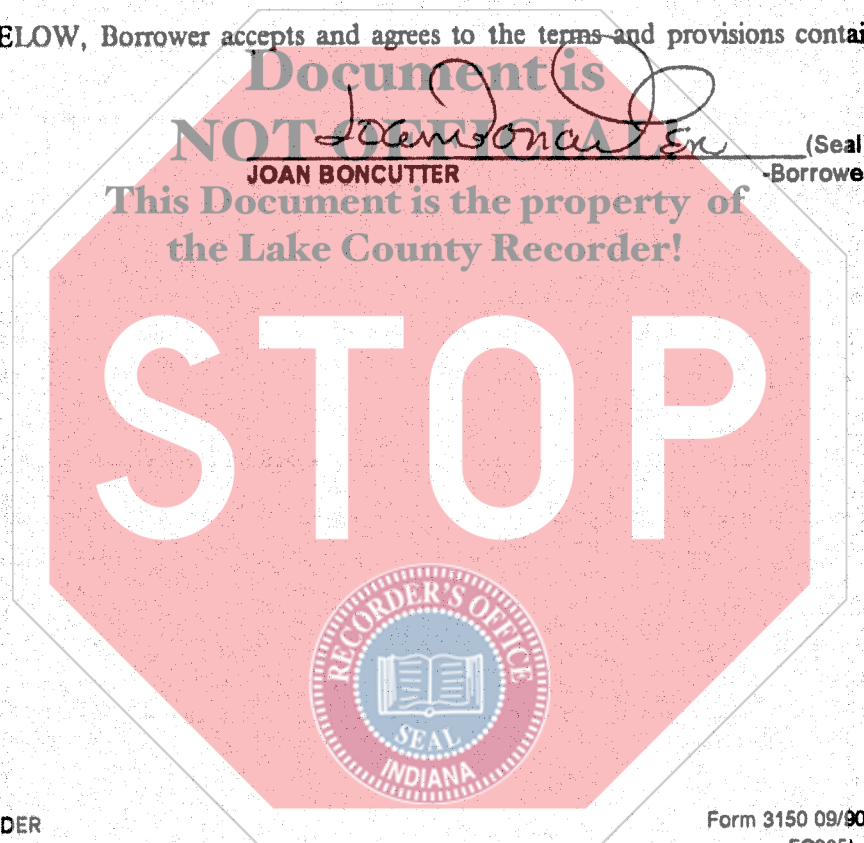 ELOW, Borrower accepts and agrees to the terms and provisions contai
Document is
NOT OFFICIAL!
(Seal
JOAN BONCUTTER
-Borrowe
This Document is the property of
the Lake County Recorder!
STOP
RECORDER'S OFFICE
SEAL
INDIANA
DER
Form 3150 09/90